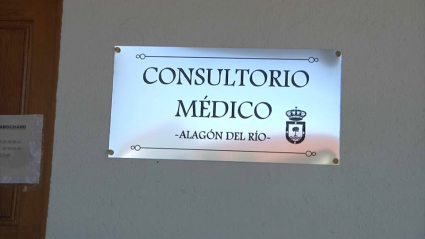 CONSULTORIO
MÉDICO
-ALAGÓN DEL RÍO-